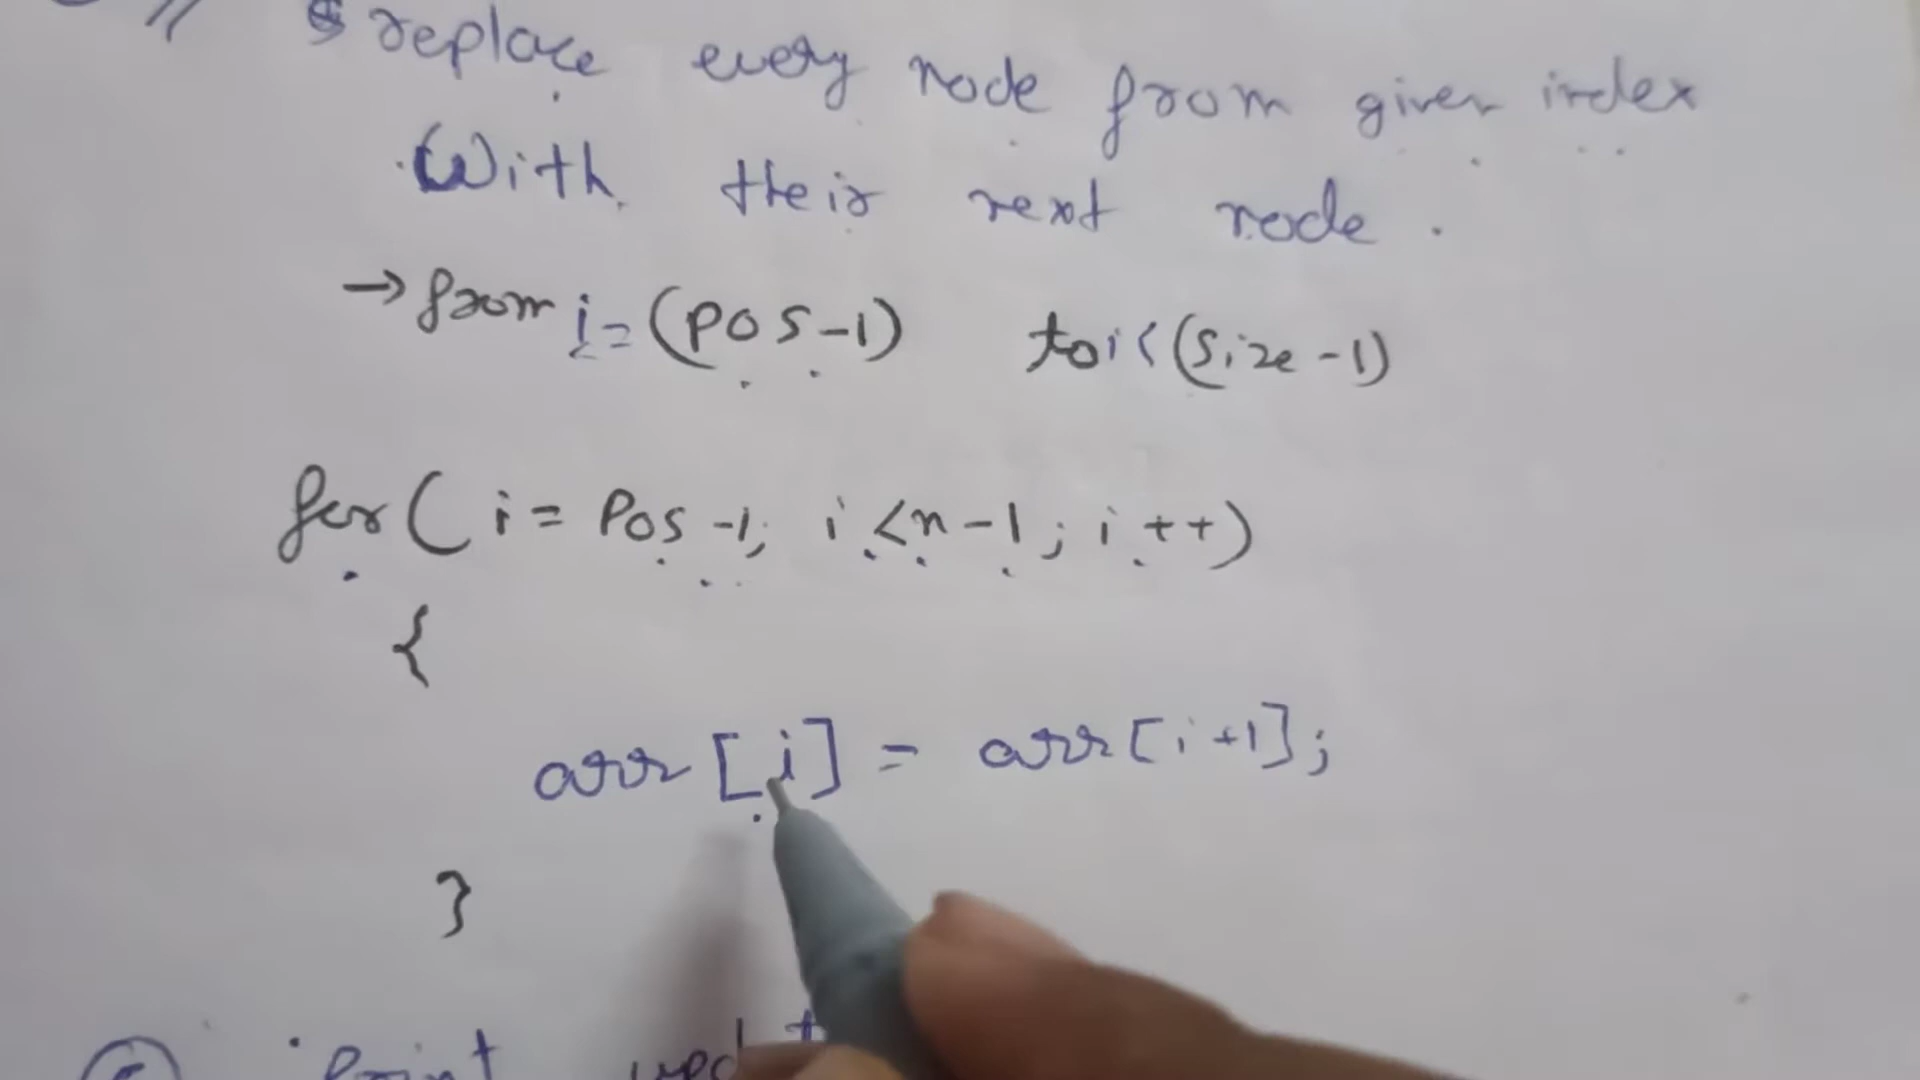 // replace every node from given index
With their next node.
→ from i=(pos-1) to i<(size-1)
for( i= Pos-1; i<n-1; i++)
{
arr[i] = arr[i+1];
}
Print